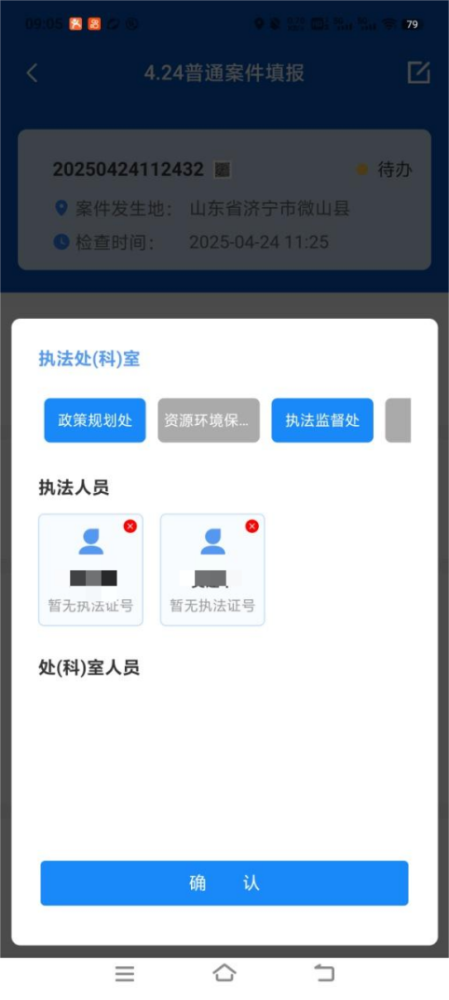 09:05
79
4.24普通案件填报
20250424112432
待办
案件发生地： 山东省济宁市微山县
检查时间： 2025-04-24 11:25
执法处(科)室
政策规划处 资源环境保... 执法监督处
执法人员
暂无执法证号 暂无执法证号
处(科)室人员
确 认